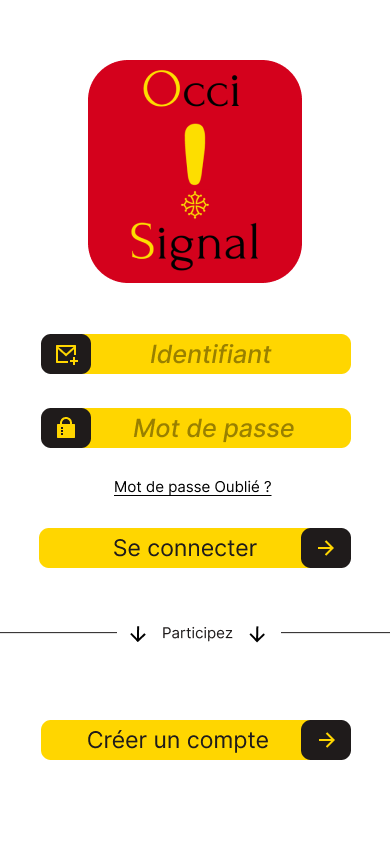 Occi
!
Signal
Identifiant
Mot de passe
Mot de passe Oublié ?
Se connecter
Participez
Créer un compte